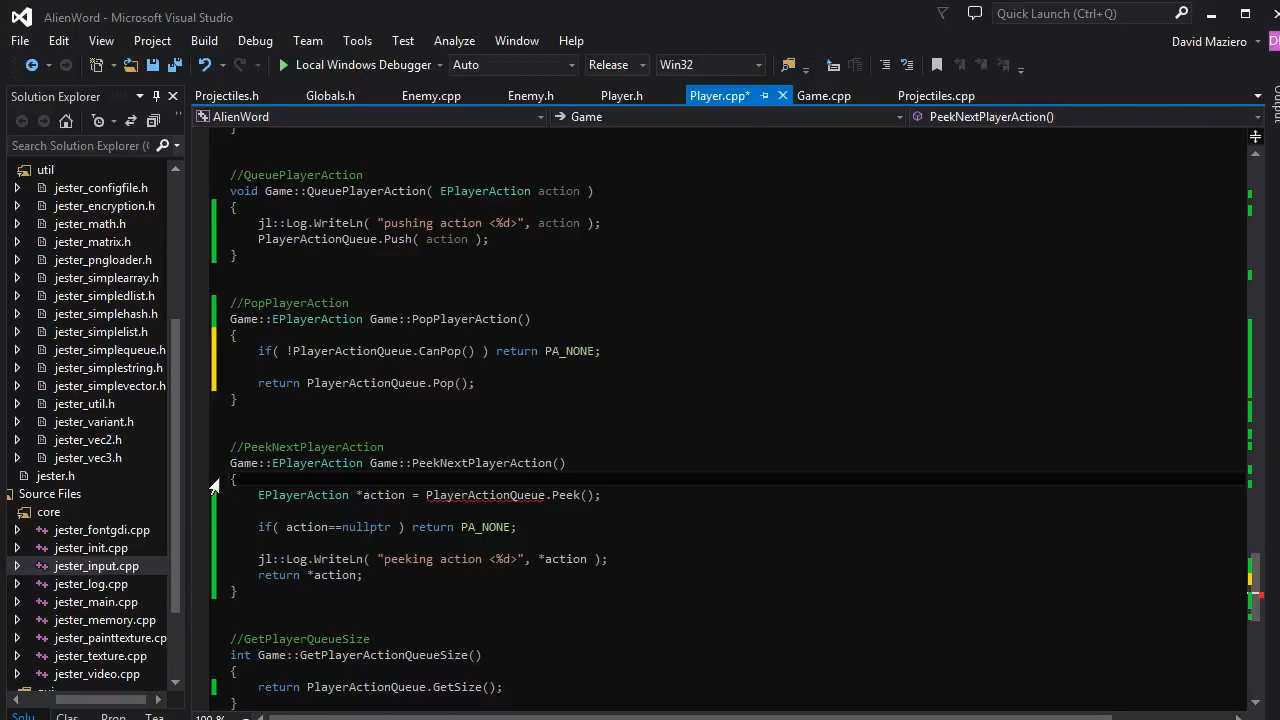 AlienWord - Microsoft Visual Studio
Quick Launch (Ctrl+Q)
File Edit View Project Build Debug Team Tools Test Analyze Window Help
David Maziero
Local Windows Debugger Auto Release Win32
Solution Explorer
Projectiles.h Globals.h Enemy.cpp Enemy.h Player.h Player.cpp* Game.cpp Projectiles.cpp
AlienWord Game PeekNextPlayerAction()
Search Solution Explorer (
util
jester_configfile.h
jester_encryption.h
jester_math.h
jester_matrix.h
jester_pngloader.h
jester_simplearray.h
jester_simpledlist.h
jester_simplehash.h
jester_simplelist.h
jester_simplequeue.h
jester_simplestring.h
jester_simplevector.h
jester_util.h
jester_variant.h
jester_vec2.h
jester_vec3.h
jester.h
Source Files
core
jester_fontgdi.cpp
jester_init.cpp
jester_input.cpp
jester_log.cpp
jester_main.cpp
jester_memory.cpp
jester_painttexture.cp
jester_texture.cpp
jester_video.cpp
Solu Clas Prop Tea
}
//QueuePlayerAction
void Game::QueuePlayerAction( EPlayerAction action )
{
jl::Log.WriteLn( "pushing action <%d>", action );
PlayerActionQueue.Push( action );
}
//PopPlayerAction
Game::EPlayerAction Game::PopPlayerAction()
{
if( !PlayerActionQueue.CanPop() ) return PA_NONE;
return PlayerActionQueue.Pop();
}
//PeekNextPlayerAction
Game::EPlayerAction Game::PeekNextPlayerAction()
{
EPlayerAction *action = PlayerActionQueue.Peek();
if( action==nullptr ) return PA_NONE;
jl::Log.WriteLn( "peeking action <%d>", *action );
return *action;
}
//GetPlayerQueueSize
int Game::GetPlayerActionQueueSize()
{
return PlayerActionQueue.GetSize();
}